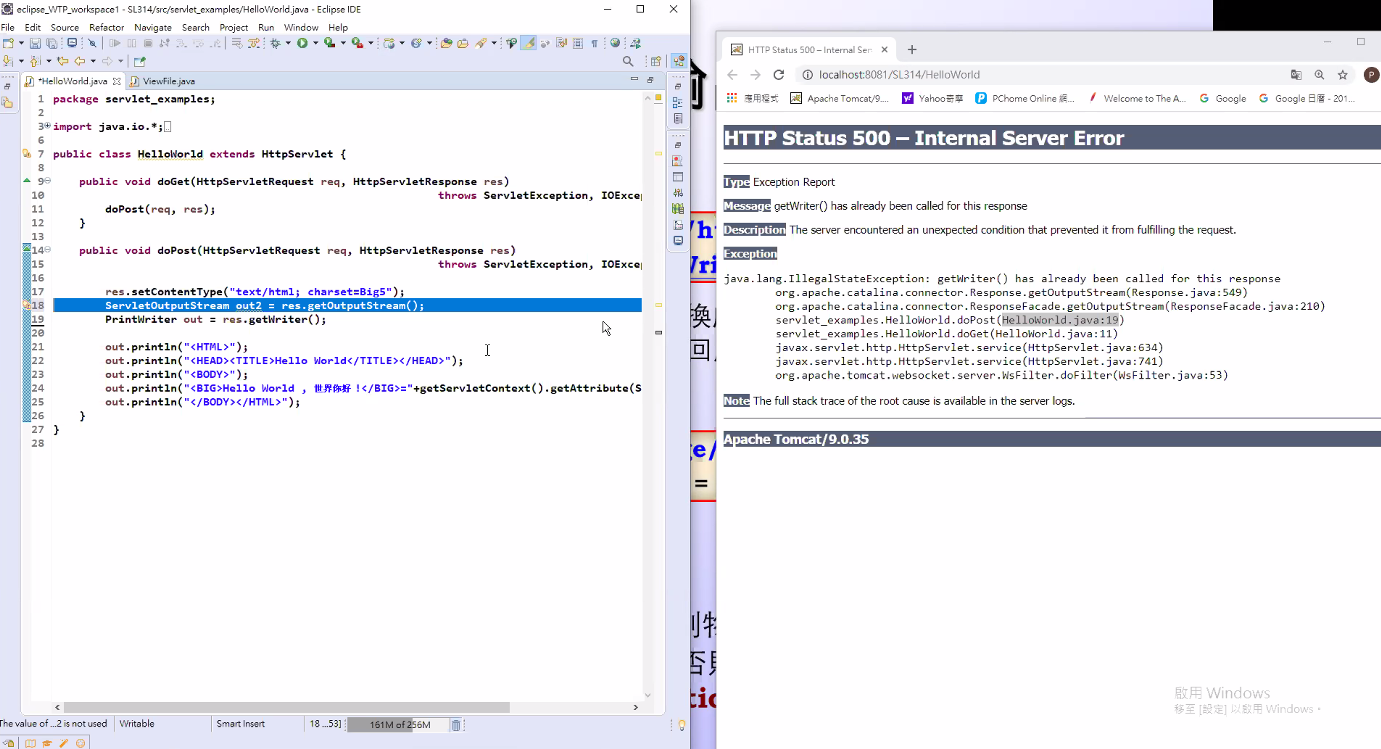 eclipse_WTP_workspace1 - SL314/src/servlet_examples/HelloWorld.java - Eclipse IDE
File Edit Source Refactor Navigate Search Project Run Window Help
*HelloWorld.java ViewFile.java
1 package servlet_examples;
2
3 import java.io.*;
6
7 public class HelloWorld extends HttpServlet {
8
9 public void doGet(HttpServletRequest req, HttpServletResponse res)
10 throws ServletException, IOExcep
11 doPost(req, res);
12 }
13
14 public void doPost(HttpServletRequest req, HttpServletResponse res)
15 throws ServletException, IOExcep
16
17 res.setContentType("text/html; charset=Big5");
18 ServletOutputStream out2 = res.getOutputStream();
19 PrintWriter out = res.getWriter();
20
21 out.println("<HTML>");
22 out.println("<HEAD><TITLE>Hello World</TITLE></HEAD>");
23 out.println("<BODY>");
24 out.println("<BIG>Hello World , 世界你好 !</BIG>="+getServletContext().getAttribute(S
25 out.println("</BODY></HTML>");
26 }
27 }
28
The value of ...2 is not used Writable Smart Insert 18 ...53] 161M of 256M
HTTP Status 500 – Internal Ser
localhost:8081/SL314/HelloWorld
P
應用程式 Apache Tomcat/9.... Yahoo奇摩 PChome Online 網... Welcome to The A... Google Google 日曆 - 201...
HTTP Status 500 – Internal Server Error
Type Exception Report
Message getWriter() has already been called for this response
Description The server encountered an unexpected condition that prevented it from fulfilling the request.
Exception
java.lang.IllegalStateException: getWriter() has already been called for this response
org.apache.catalina.connector.Response.getOutputStream(Response.java:549)
org.apache.catalina.connector.ResponseFacade.getOutputStream(ResponseFacade.java:210)
servlet_examples.HelloWorld.doPost(HelloWorld.java:19)
servlet_examples.HelloWorld.doGet(HelloWorld.java:11)
javax.servlet.http.HttpServlet.service(HttpServlet.java:634)
javax.servlet.http.HttpServlet.service(HttpServlet.java:741)
org.apache.tomcat.websocket.server.WsFilter.doFilter(WsFilter.java:53)
Note The full stack trace of the root cause is available in the server logs.
Apache Tomcat/9.0.35
啟用 Windows
移至 [設定] 以啟用 Windows。